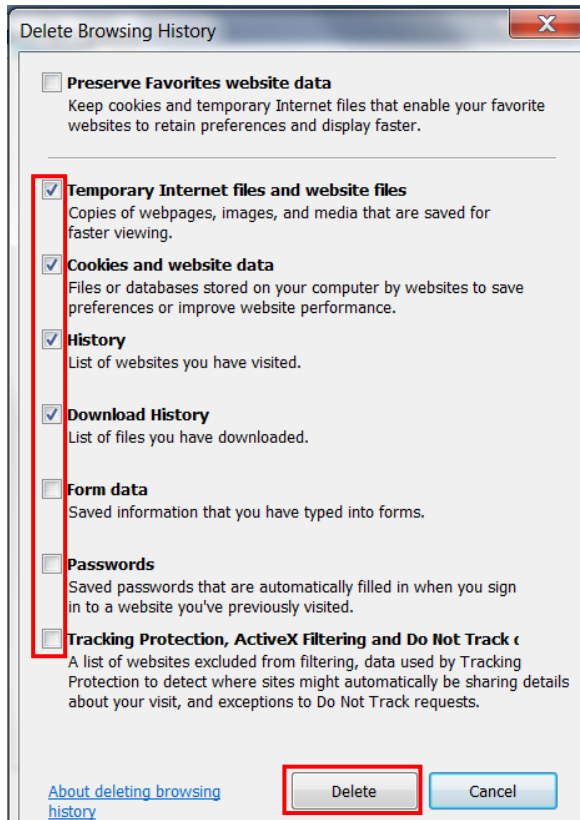 Delete Browsing History
X
Preserve Favorites website data
Keep cookies and temporary Internet files that enable your favorite
websites to retain preferences and display faster.
Temporary Internet files and website files
Copies of webpages, images, and media that are saved for
faster viewing.
Cookies and website data
Files or databases stored on your computer by websites to save
preferences or improve website performance.
History
List of websites you have visited.
Download History
List of files you have downloaded.
Form data
Saved information that you have typed into forms.
Passwords
Saved passwords that are automatically filled in when you sign
in to a website you've previously visited.
Tracking Protection, ActiveX Filtering and Do Not Track
A list of websites excluded from filtering, data used by Tracking
Protection to detect where sites might automatically be sharing details
about your visit, and exceptions to Do Not Track requests.
About deleting browsing
history
Delete
Cancel